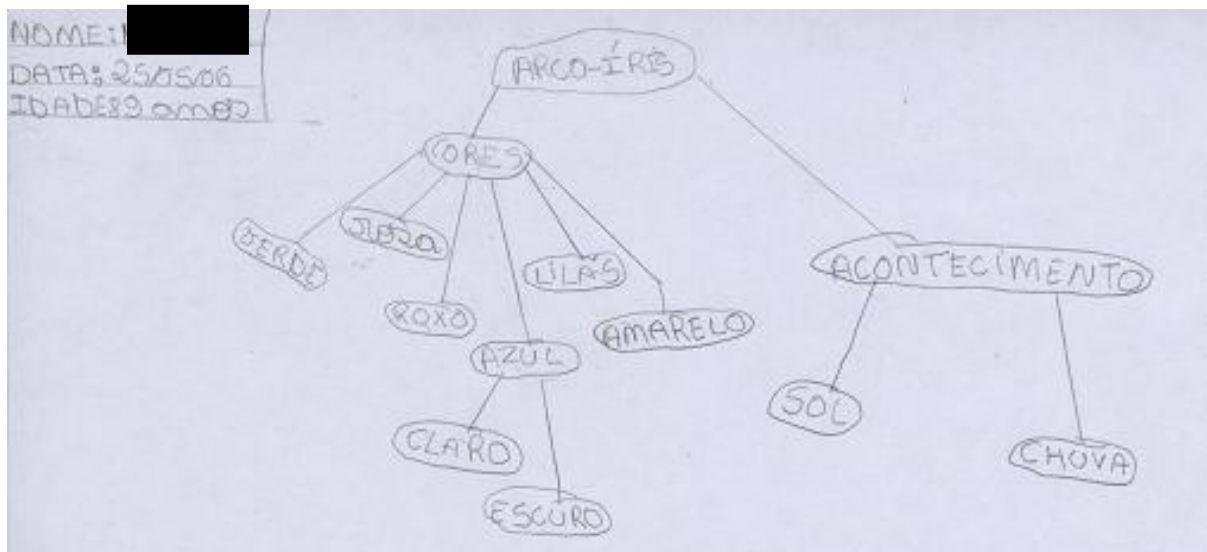 NOME:
DATA: 25/05/06
IDADE: 9 anos
ARCO-ÍRIS
CORES
VERDE
rosa
ROXO
AZUL
LILÁS
AMARELO
CLARO
ESCURO
ACONTECIMENTO
SOL
CHUVA